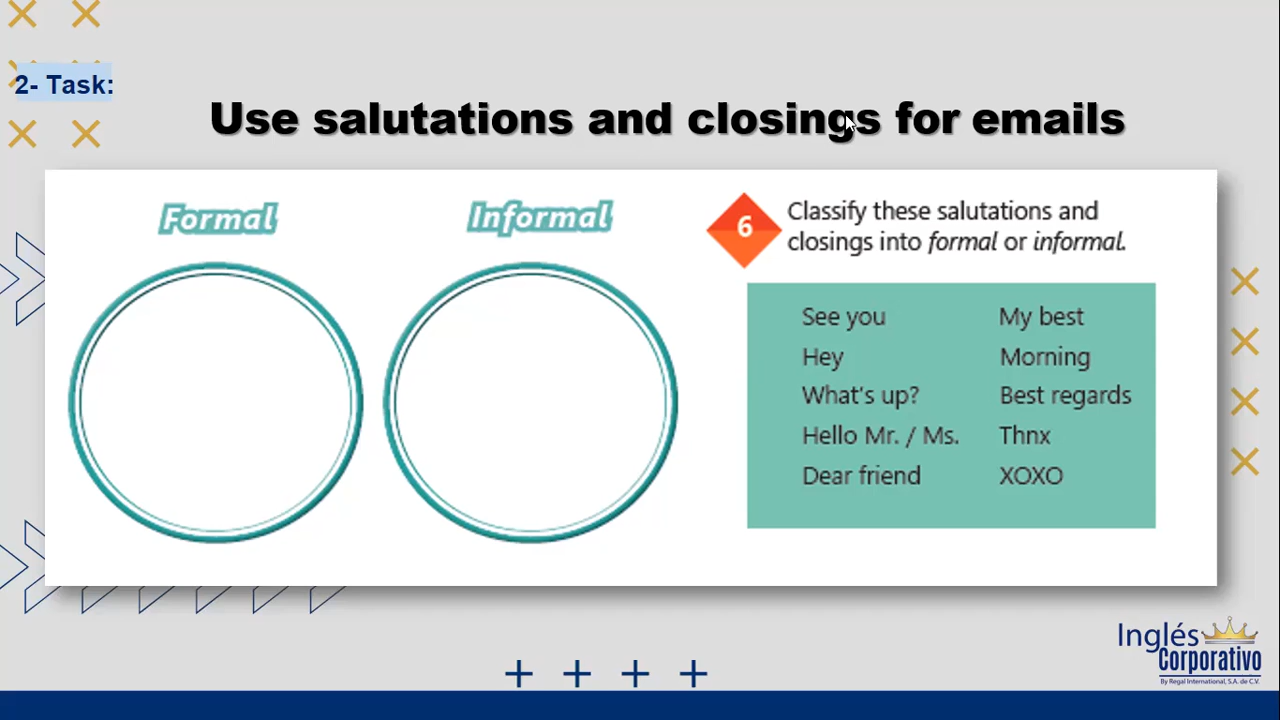 2- Task:
Use salutations and closings for emails
Formal
Informal
6
Classify these salutations and
closings into formal or informal.
See you
Hey
What's up?
Hello Mr. / Ms.
Dear friend
My best
Morning
Best regards
Thnx
XOXO
Inglés
Corporativo
By Regal International, S.A. de C.V.